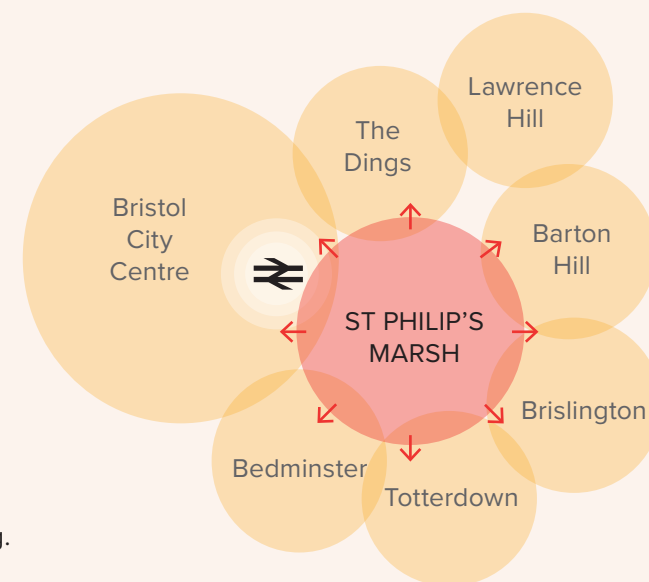 Lawrence
Hill
The
Dings
Bristol
City
Centre
Barton
Hill
ST PHILIP’S
MARSH
Brislington
Bedminster
Totterdown